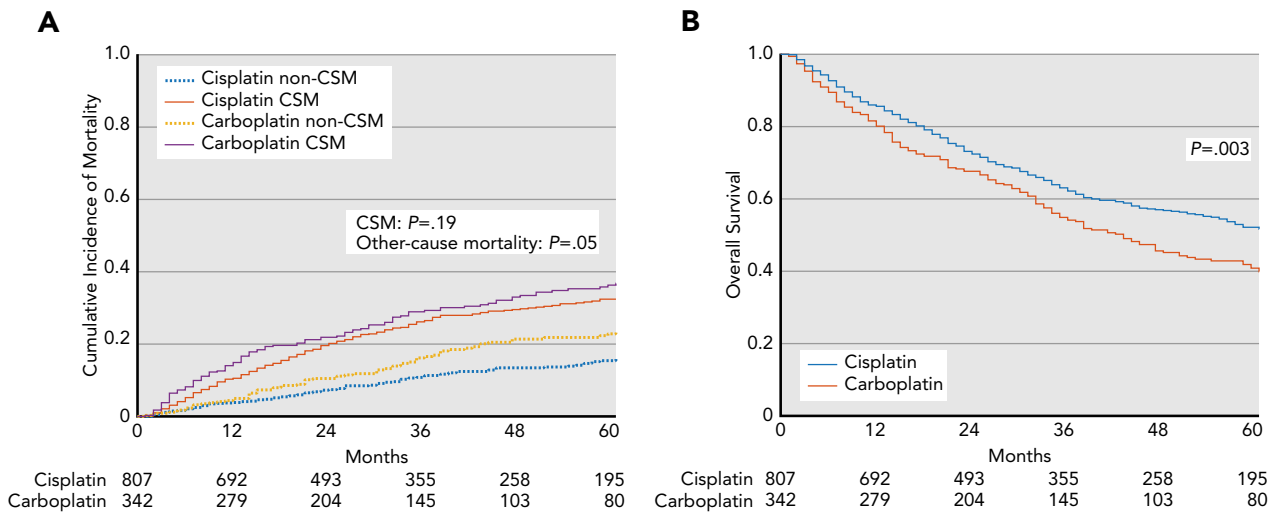 A
Cumulative Incidence of Mortality
1.0
0.8
0.6
0.4
0.2
0
Cisplatin non-CSM
Cisplatin CSM
Carboplatin non-CSM
Carboplatin CSM
CSM: P=.19
Other-cause mortality: P=.05
0 12 24 36 48 60
Months
Cisplatin 807 692 493 355 258 195
Carboplatin 342 279 204 145 103 80
B
Overall Survival
1.0
0.8
0.6
0.4
0.2
0
P=.003
Cisplatin
Carboplatin
0 12 24 36 48 60
Months
Cisplatin 807 692 493 355 258 195
Carboplatin 342 279 204 145 103 80